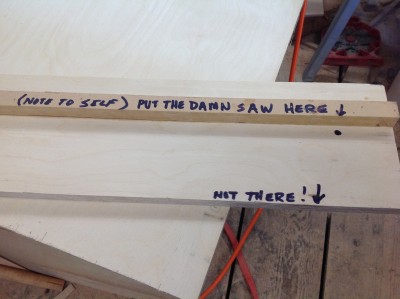 (NOTE TO SELF) PUT THE DAMN SAW HERE ↓
NOT THERE! ↓